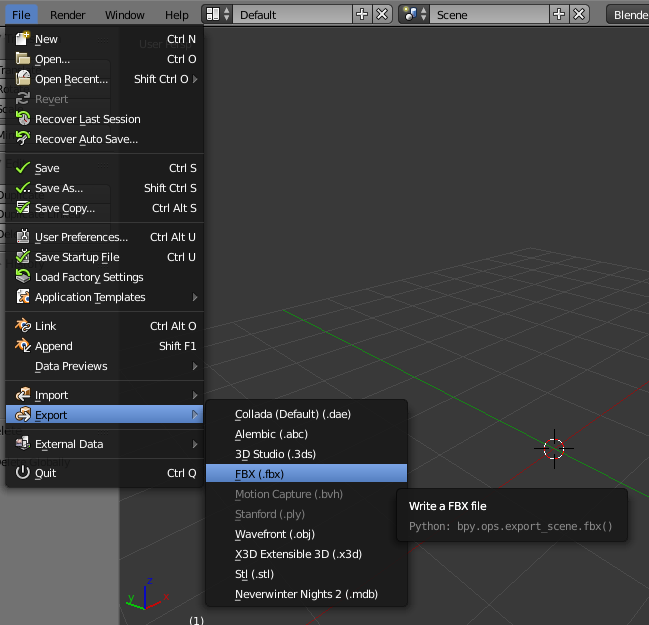 File Render Window Help Default Scene Blende
New Ctrl N
Open... Ctrl O
Open Recent... Shift Ctrl O
Revert
Recover Last Session
Recover Auto Save...
Save Ctrl S
Save As... Shift Ctrl S
Save Copy... Ctrl Alt S
User Preferences... Ctrl Alt U
Save Startup File Ctrl U
Load Factory Settings
Application Templates
Link Ctrl Alt O
Append Shift F1
Data Previews
Import
Export
External Data
Quit Ctrl Q
Collada (Default) (.dae)
Alembic (.abc)
3D Studio (.3ds)
FBX (.fbx)
Motion Capture (.bvh)
Stanford (.ply)
Wavefront (.obj)
X3D Extensible 3D (.x3d)
Stl (.stl)
Neverwinter Nights 2 (.mdb)
Write a FBX file
Python: bpy.ops.export_scene.fbx()
z
y x
(1)